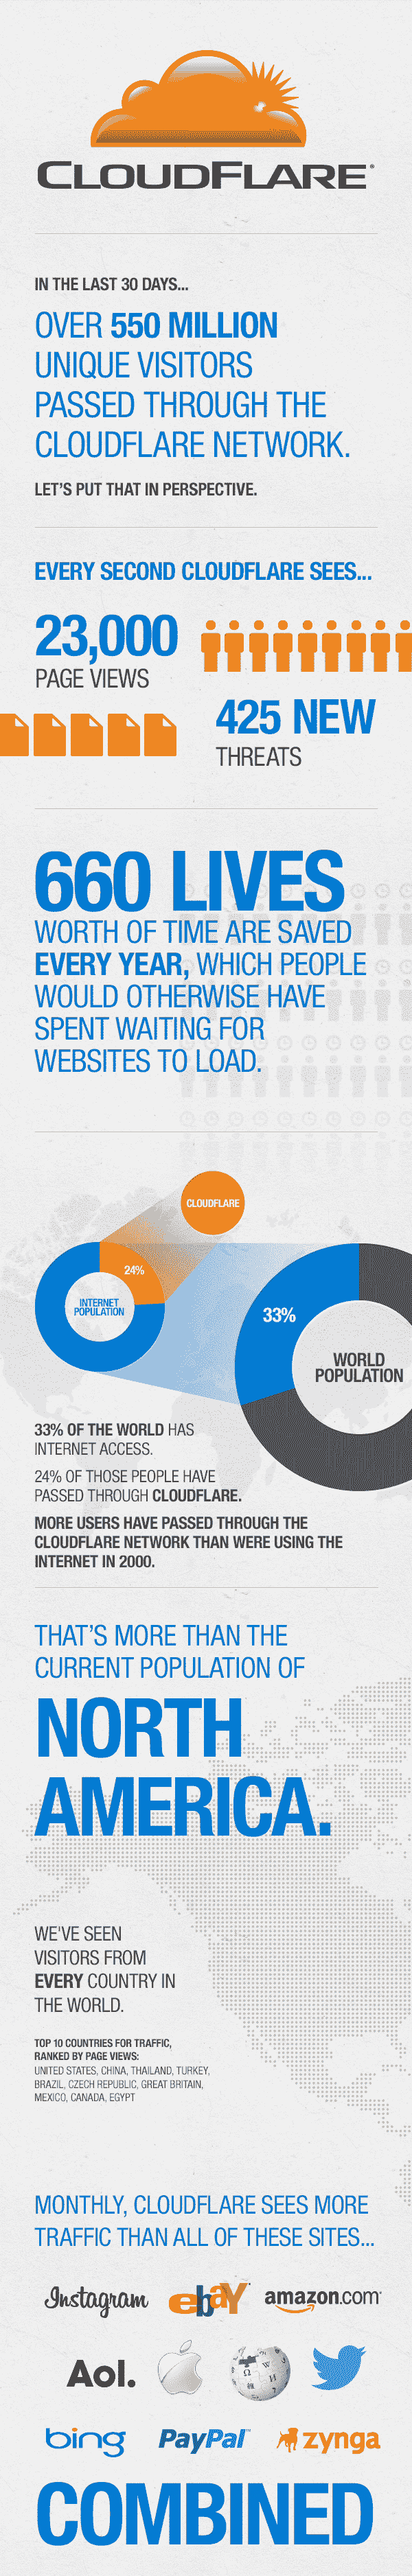 CLOUDFLARE®
IN THE LAST 30 DAYS...
OVER 550 MILLION
UNIQUE VISITORS
PASSED THROUGH THE
CLOUDFLARE NETWORK.
LET'S PUT THAT IN PERSPECTIVE.
EVERY SECOND CLOUDFLARE SEES...
23,000
PAGE VIEWS
425 NEW
THREATS
660 LIVES
WORTH OF TIME ARE SAVED
EVERY YEAR, WHICH PEOPLE
WOULD OTHERWISE HAVE
SPENT WAITING FOR
WEBSITES TO LOAD.
CLOUDFLARE
24%
INTERNET
POPULATION
33%
WORLD
POPULATION
33% OF THE WORLD HAS
INTERNET ACCESS.
24% OF THOSE PEOPLE HAVE
PASSED THROUGH CLOUDFLARE.
MORE USERS HAVE PASSED THROUGH THE
CLOUDFLARE NETWORK THAN WERE USING THE
INTERNET IN 2000.
THAT'S MORE THAN THE
CURRENT POPULATION OF
NORTH
AMERICA.
WE'VE SEEN
VISITORS FROM
EVERY COUNTRY IN
THE WORLD.
TOP 10 COUNTRIES FOR TRAFFIC,
RANKED BY PAGE VIEWS:
UNITED STATES, CHINA, THAILAND, TURKEY,
BRAZIL, CZECH REPUBLIC, GREAT BRITAIN,
MEXICO, CANADA, EGYPT
MONTHLY, CLOUDFLARE SEES MORE
TRAFFIC THAN ALL OF THESE SITES...
Instagram ebaY amazon.com
Aol.
bing PayPal zynga
COMBINED